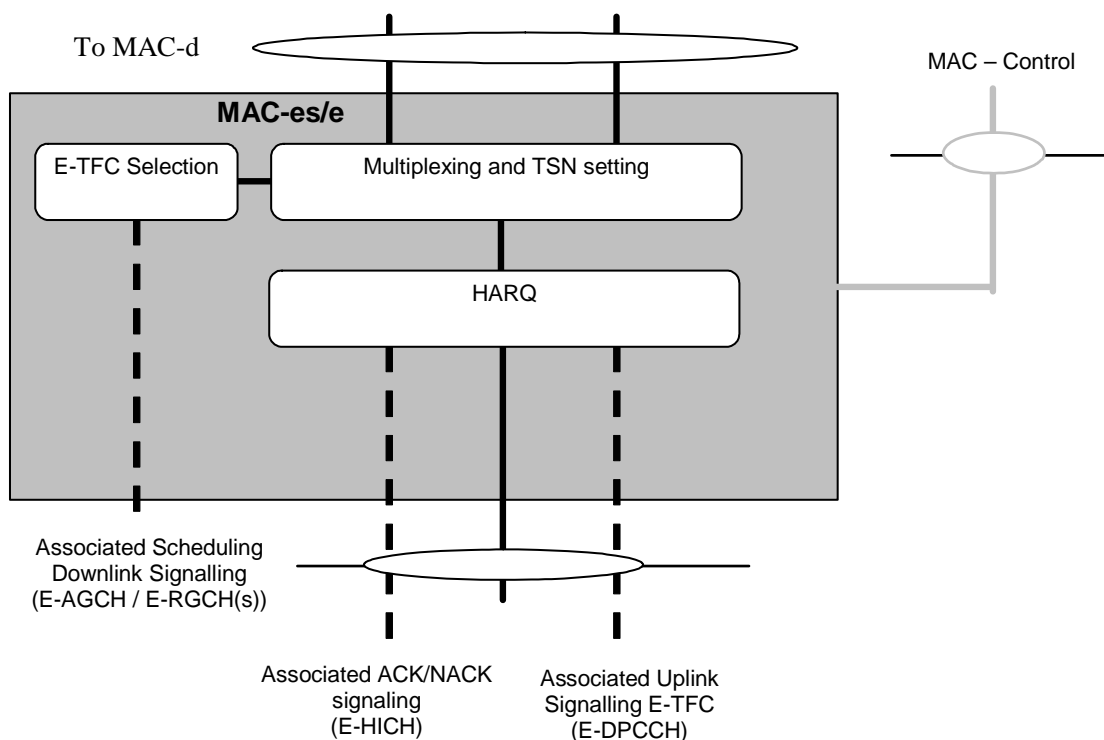 To MAC-d
MAC – Control
MAC-es/e
E-TFC Selection
Multiplexing and TSN setting
HARQ
Associated Scheduling
Downlink Signalling
(E-AGCH / E-RGCH(s))
Associated ACK/NACK
signaling
(E-HICH)
Associated Uplink
Signalling E-TFC
(E-DPCCH)